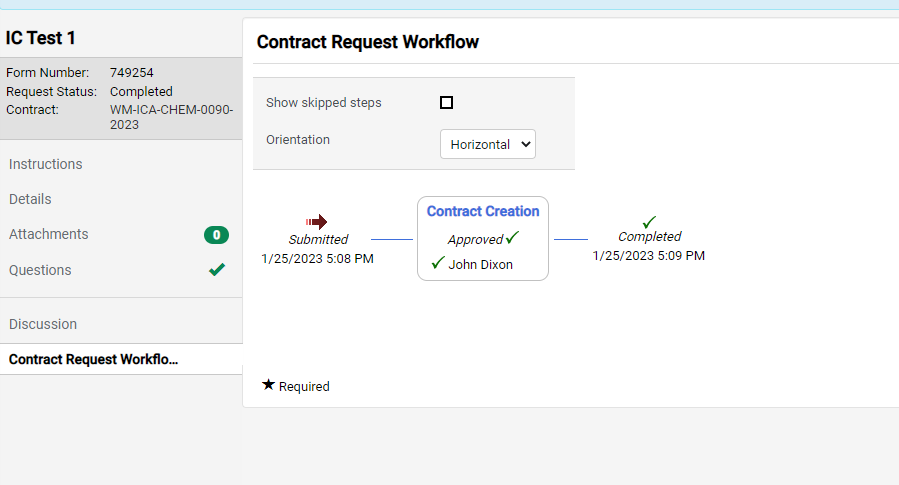 IC Test 1
Form Number: 749254
Request Status: Completed
Contract: WM-ICA-CHEM-0090-
2023
Instructions
Details
Attachments 0
Questions
Discussion
Contract Request Workflo...
Contract Request Workflow
Show skipped steps
Orientation Horizontal
Submitted
1/25/2023 5:08 PM
Contract Creation
Approved
John Dixon
Completed
1/25/2023 5:09 PM
Required